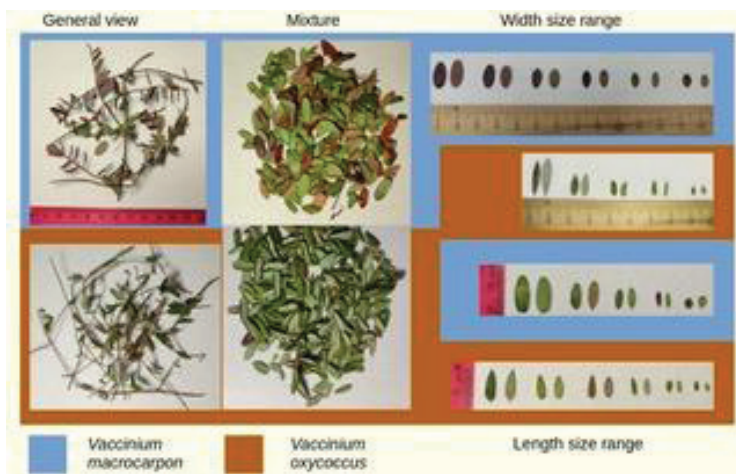 General view
Mixture
Width size range
Vaccinium
macrocarpon
Vaccinium
oxycoccus
Length size range